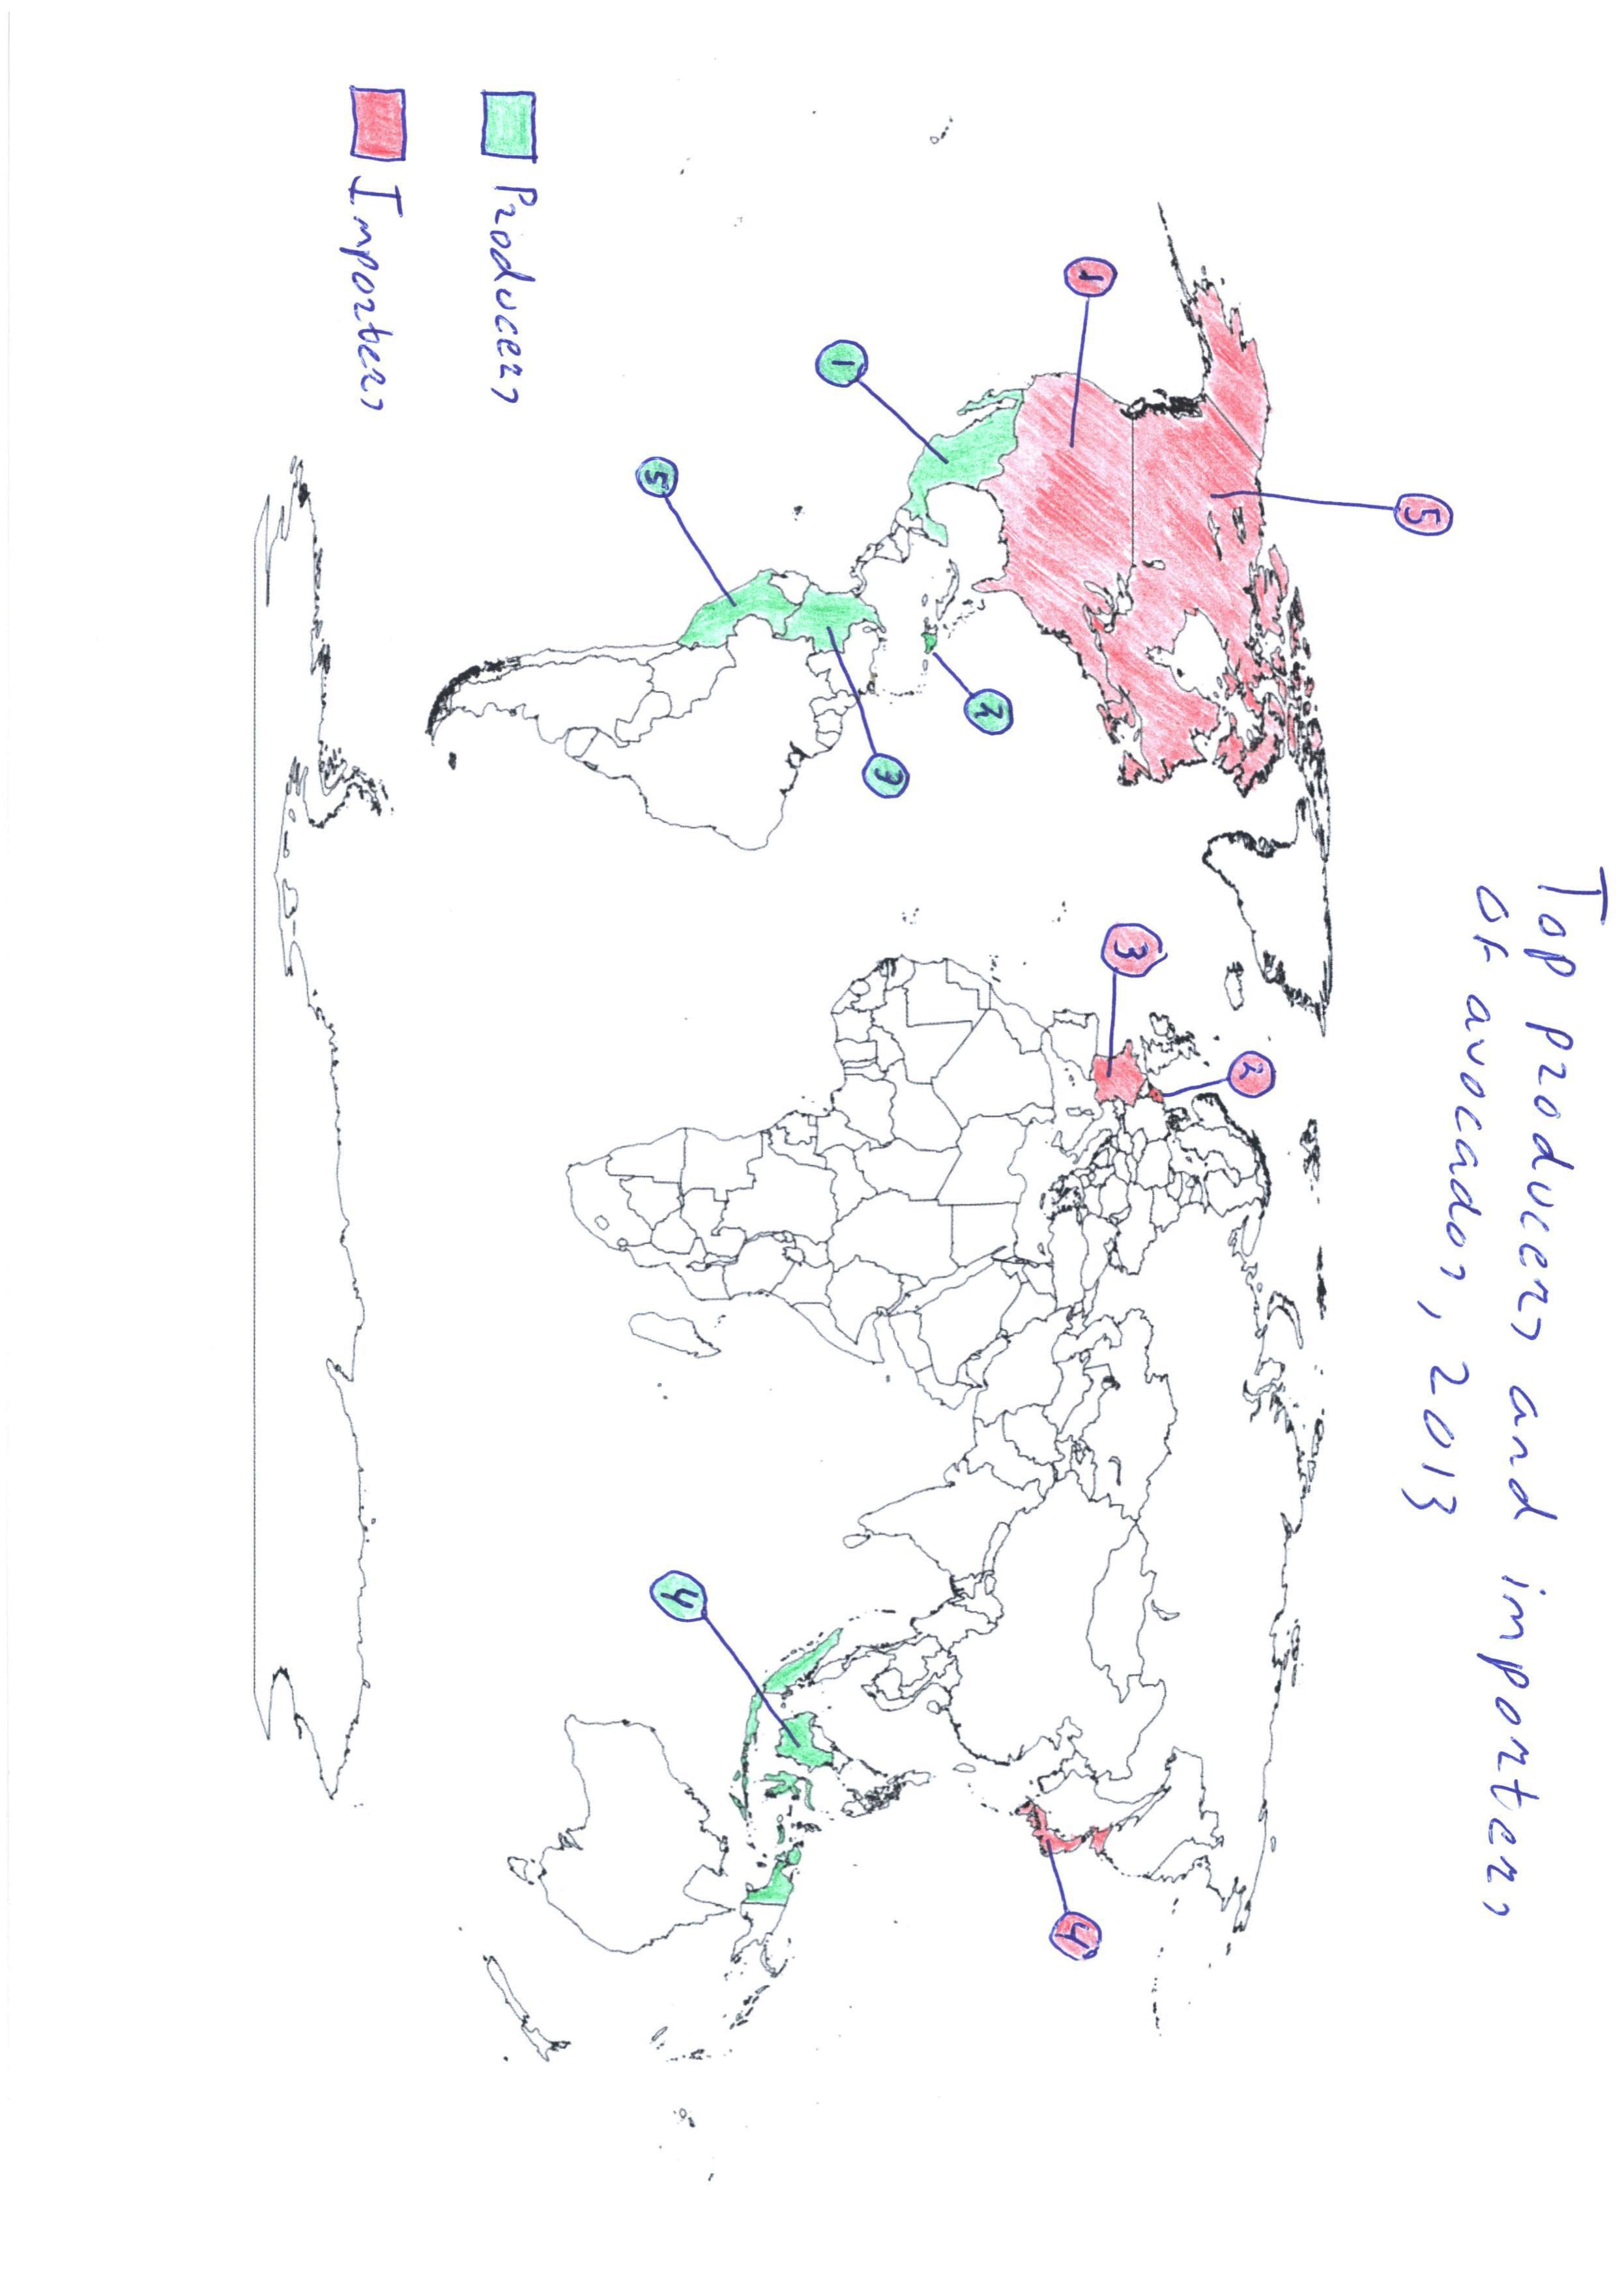 Top producers and importers
of avocados, 2013
5
1
3
2
1
2
3
5
4
4
Producers
Importers